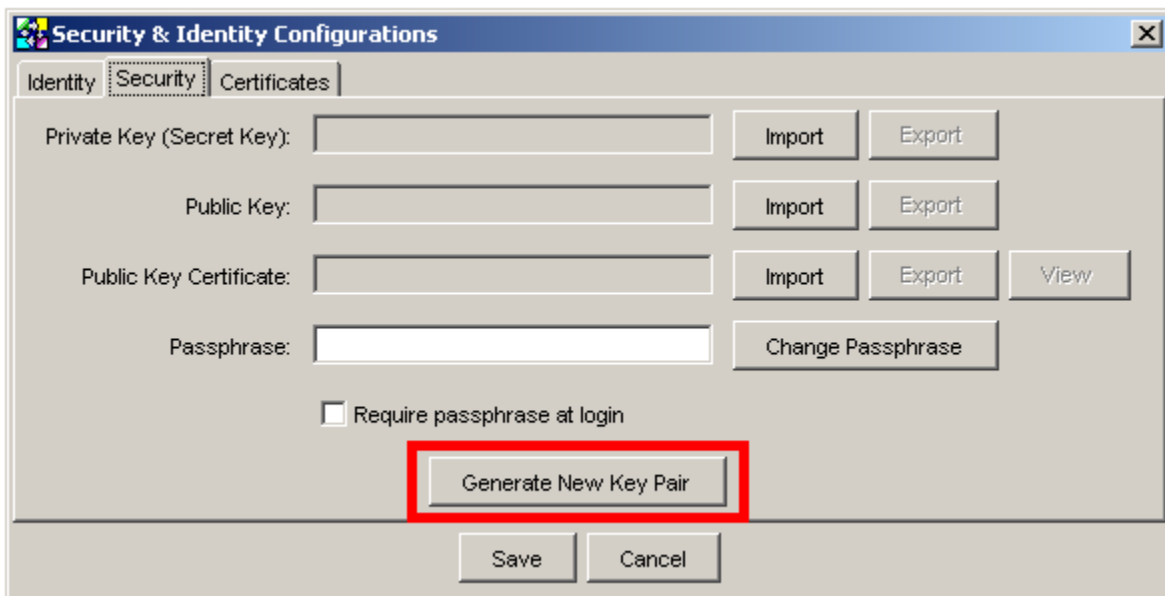 Security & Identity Configurations
Identity Security Certificates
Private Key (Secret Key): Import Export
Public Key: Import Export
Public Key Certificate: Import Export View
Passphrase: Change Passphrase
Require passphrase at login
Generate New Key Pair
Save Cancel